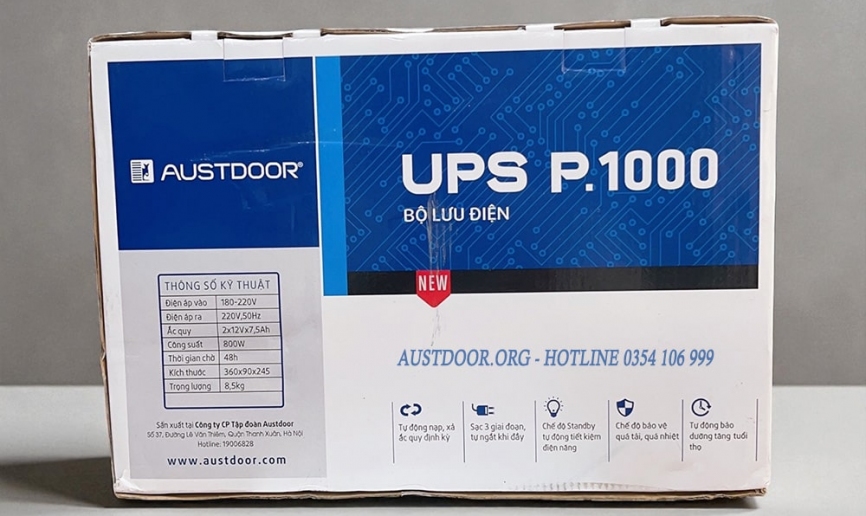 AUSTDOOR®
UPS P.1000
BỘ LƯU ĐIỆN
NEW
THÔNG SỐ KỸ THUẬT
Điện áp vào 180-220V
Điện áp ra 220V,50Hz
Ắc quy 2x12Vx7,5Ah
Công suất 800W
Thời gian chờ 48h
Kích thước 360x90x245
Trọng lượng 8,5kg
Sản xuất tại Công ty CP Tập đoàn Austdoor
Số 37, Đường Lê Văn Thiêm, Quận Thanh Xuân, Hà Nội
Hotline: 19006828
www.austdoor.com
AUSTDOOR.ORG - HOTLINE 0354 106 999
Tự động nạp, xả
ắc quy định kỳ
Sạc 3 giai đoạn,
tự ngắt khi đầy
Chế độ Standby
tự động tiết kiệm
điện năng
Chế độ bảo vệ
quá tải, quá nhiệt
Tự động bảo
dưỡng tăng tuổi
thọ